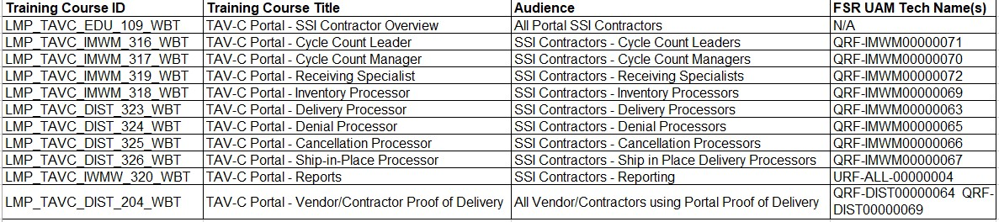 Training Course ID Training Course Title Audience FSR UAM Tech Name(s)
LMP_TAVC_EDU_109_WBT TAV-C Portal - SSI Contractor Overview All Portal SSI Contractors N/A
LMP_TAVC_IMWM_316_WBT TAV-C Portal - Cycle Count Leader SSI Contractors - Cycle Count Leaders QRF-IMWM00000071
LMP_TAVC_IMWM_317_WBT TAV-C Portal - Cycle Count Manager SSI Contractors - Cycle Count Managers QRF-IMWM00000070
LMP_TAVC_IMWM_319_WBT TAV-C Portal - Receiving Specialist SSI Contractors - Receiving Specialists QRF-IMWM00000072
LMP_TAVC_IMWM_318_WBT TAV-C Portal - Inventory Processor SSI Contractors - Inventory Processors QRF-IMWM00000069
LMP_TAVC_DIST_323_WBT TAV-C Portal - Delivery Processor SSI Contractors - Delivery Processors QRF-IMWM00000063
LMP_TAVC_DIST_324_WBT TAV-C Portal - Denial Processor SSI Contractors - Denial Processors QRF-IMWM00000065
LMP_TAVC_DIST_325_WBT TAV-C Portal - Cancellation Processor SSI Contractors - Cancellation Processors QRF-IMWM00000066
LMP_TAVC_DIST_326_WBT TAV-C Portal - Ship-in-Place Processor SSI Contractors - Ship in Place Delivery Processors QRF-IMWM00000067
LMP_TAVC_IWMW_320_WBT TAV-C Portal - Reports SSI Contractors - Reporting URF-ALL-00000004
LMP_TAVC_DIST_204_WBT TAV-C Portal - Vendor/Contractor Proof of Delivery All Vendor/Contractors using Portal Proof of Delivery QRF-DIST00000064 QRF-
DIST00000069